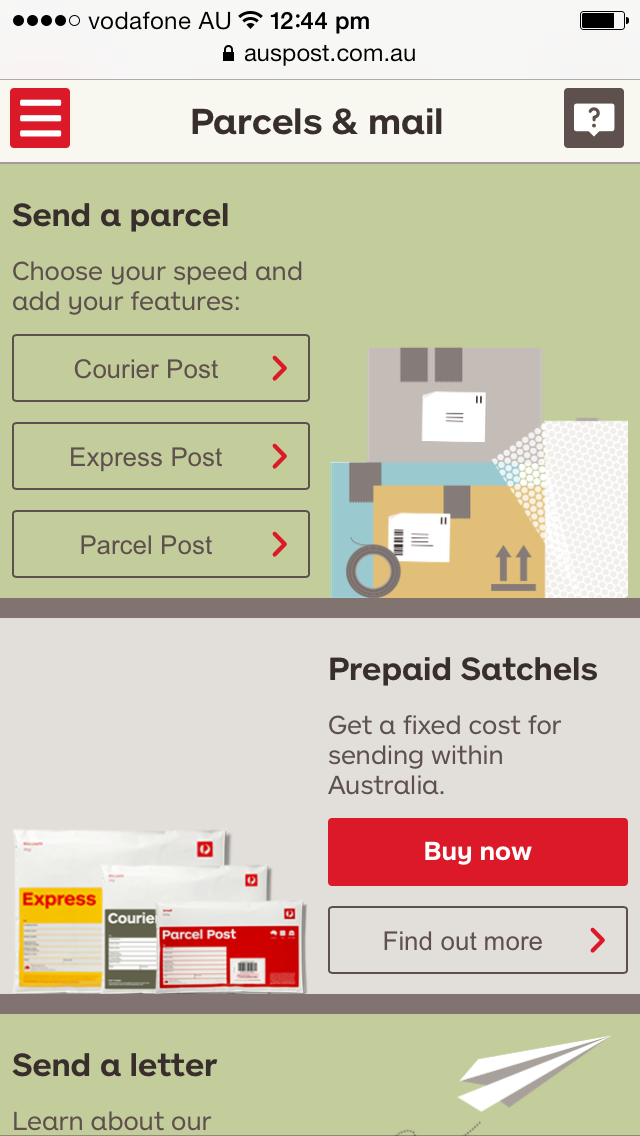 vodafone AU 12:44 pm
auspost.com.au
Parcels & mail
?
Send a parcel
Choose your speed and
add your features:
Courier Post
Express Post
Parcel Post
Prepaid Satchels
Get a fixed cost for
sending within
Australia.
Buy now
Find out more
Express
Courie
Parcel Post
Send a letter
Learn about our